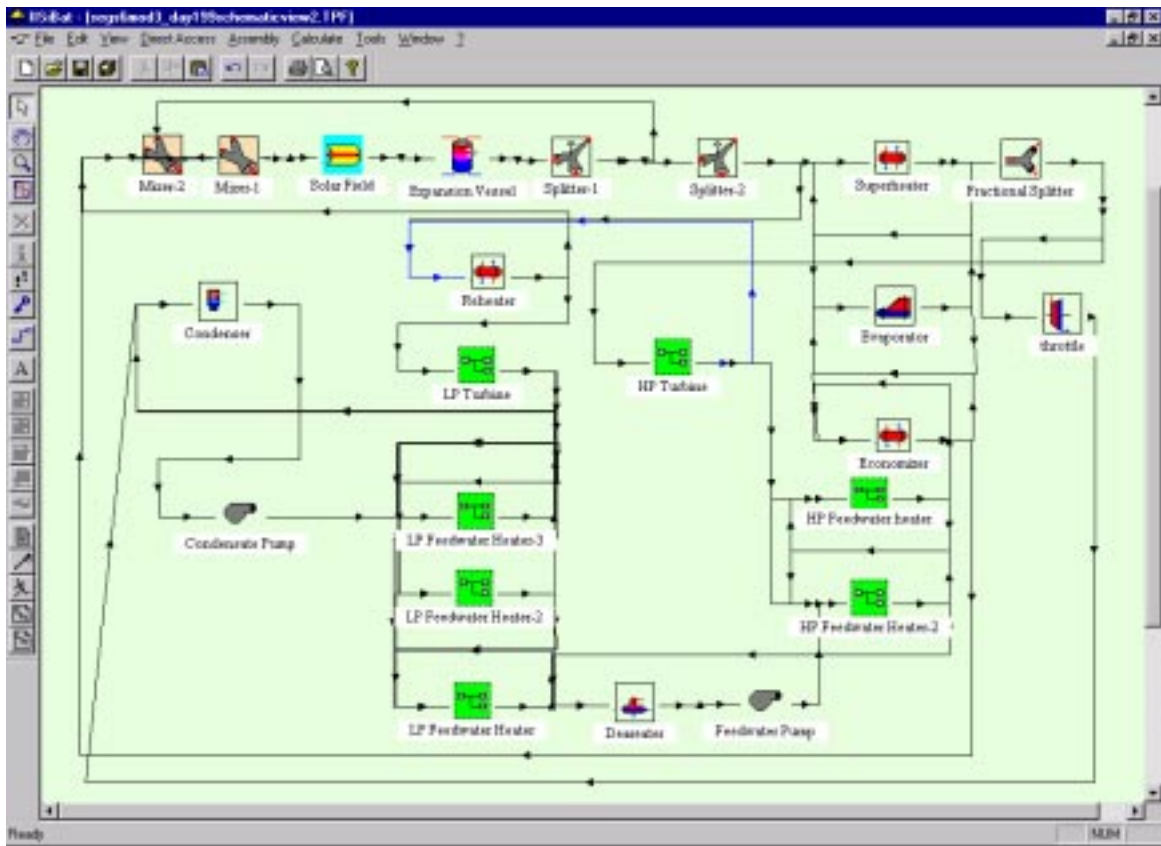 IISiBat - [segs6mod3_day199schematicview2.TPF]
File Edit View Direct Access Assembly Calculate Tools Window ?
Mixer-2
Mixer-1
Solar Field
Expansion Vessel
Splitter-1
Splitter-2
Superheater
Fractional Splitter
Reheater
Condenser
Evaporator
throttle
LP Turbine
HP Turbine
Economizer
HP Feedwater heater
LP Feedwater Heater-3
Condensate Pump
LP Feedwater Heater-2
HP Feedwater Heater-2
LP Feedwater Heater
Deaerator
Feedwater Pump
Ready
NUM